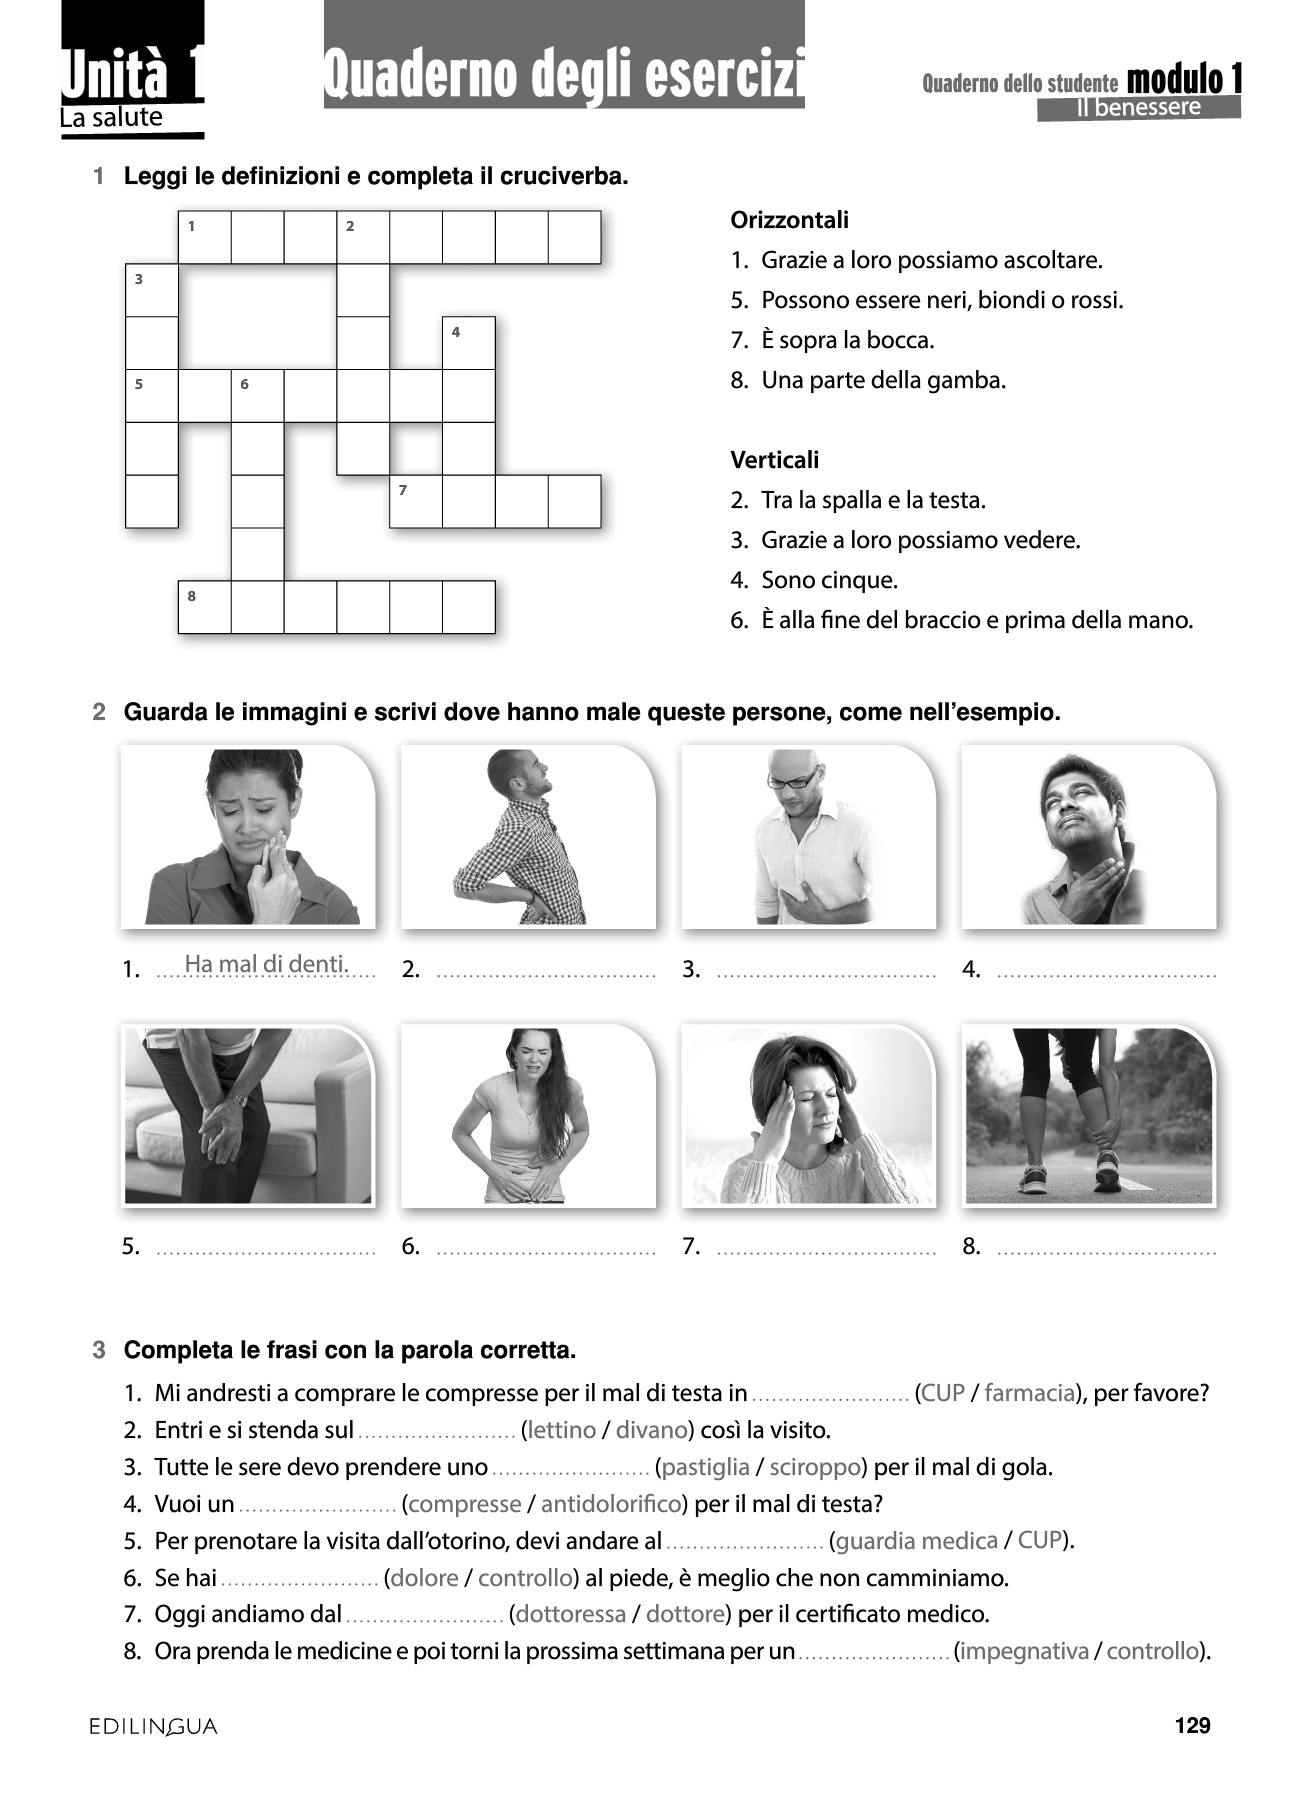 Unità 1
La salute
Quaderno degli esercizi
Quaderno dello studente modulo 1
Il benessere
1 Leggi le definizioni e completa il cruciverba.
1 2
3
4
5 6
7
8
Orizzontali
1. Grazie a loro possiamo ascoltare.
5. Possono essere neri, biondi o rossi.
7. È sopra la bocca.
8. Una parte della gamba.
Verticali
2. Tra la spalla e la testa.
3. Grazie a loro possiamo vedere.
4. Sono cinque.
6. È alla fine del braccio e prima della mano.
2 Guarda le immagini e scrivi dove hanno male queste persone, come nell’esempio.
1. Ha mal di denti. 2. .................................. 3. .................................. 4. ..................................
5. .................................. 6. .................................. 7. .................................. 8. ..................................
3 Completa le frasi con la parola corretta.
1. Mi andresti a comprare le compresse per il mal di testa in ........................ (CUP / farmacia), per favore?
2. Entri e si stenda sul ........................ (lettino / divano) così la visito.
3. Tutte le sere devo prendere uno ........................ (pastiglia / sciroppo) per il mal di gola.
4. Vuoi un ........................ (compresse / antidolorifico) per il mal di testa?
5. Per prenotare la visita dall’otorino, devi andare al ........................ (guardia medica / CUP).
6. Se hai ........................ (dolore / controllo) al piede, è meglio che non camminiamo.
7. Oggi andiamo dal ........................ (dottoressa / dottore) per il certificato medico.
8. Ora prenda le medicine e poi torni la prossima settimana per un ........................ (impegnativa / controllo).
EDILINGUA
129